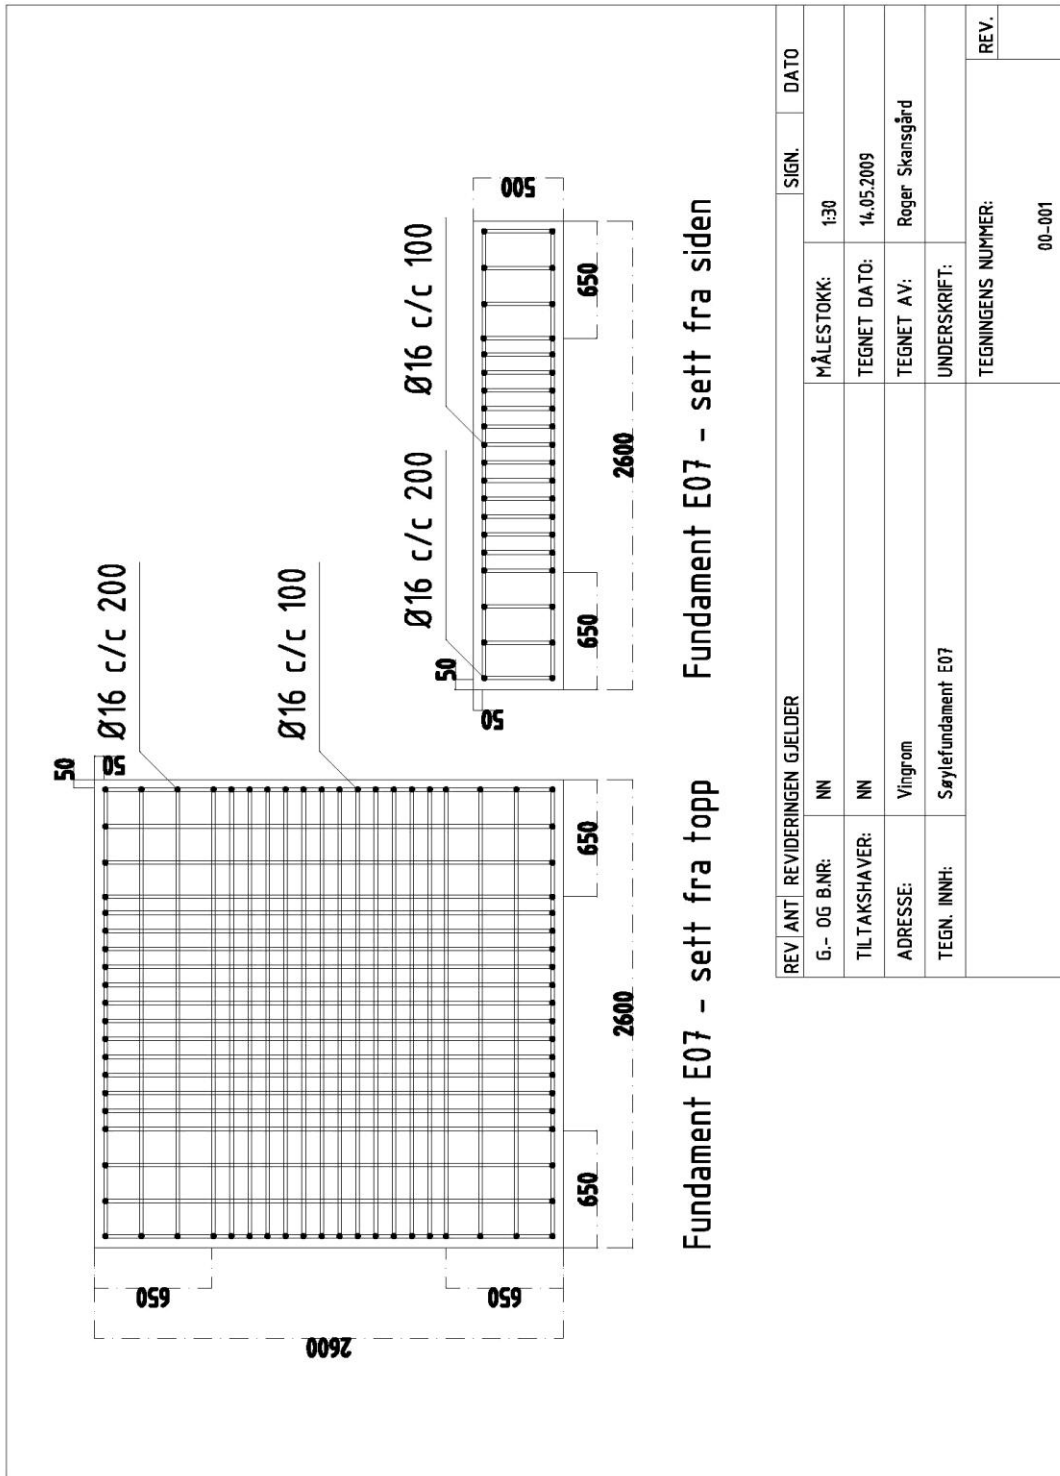 50
50
Ø16 c/c 200
Ø16 c/c 100
650
650
2600
650
650
2600
Fundament E07 - sett fra topp
50
50
Ø16 c/c 200
Ø16 c/c 100
500
650
650
2600
Fundament E07 - sett fra siden
REV ANT REVIDERINGEN GJELDER SIGN. DATO
G.- OG B.NR: NN MÅLESTOKK: 1:30
TILTAKSHAVER: NN TEGNET DATO: 14.05.2009
ADRESSE: Vingrom TEGNET AV: Roger Skansgård
TEGN. INNH: Søylefundament E07 UNDERSKRIFT:
TEGNINGENS NUMMER: REV.
00-001